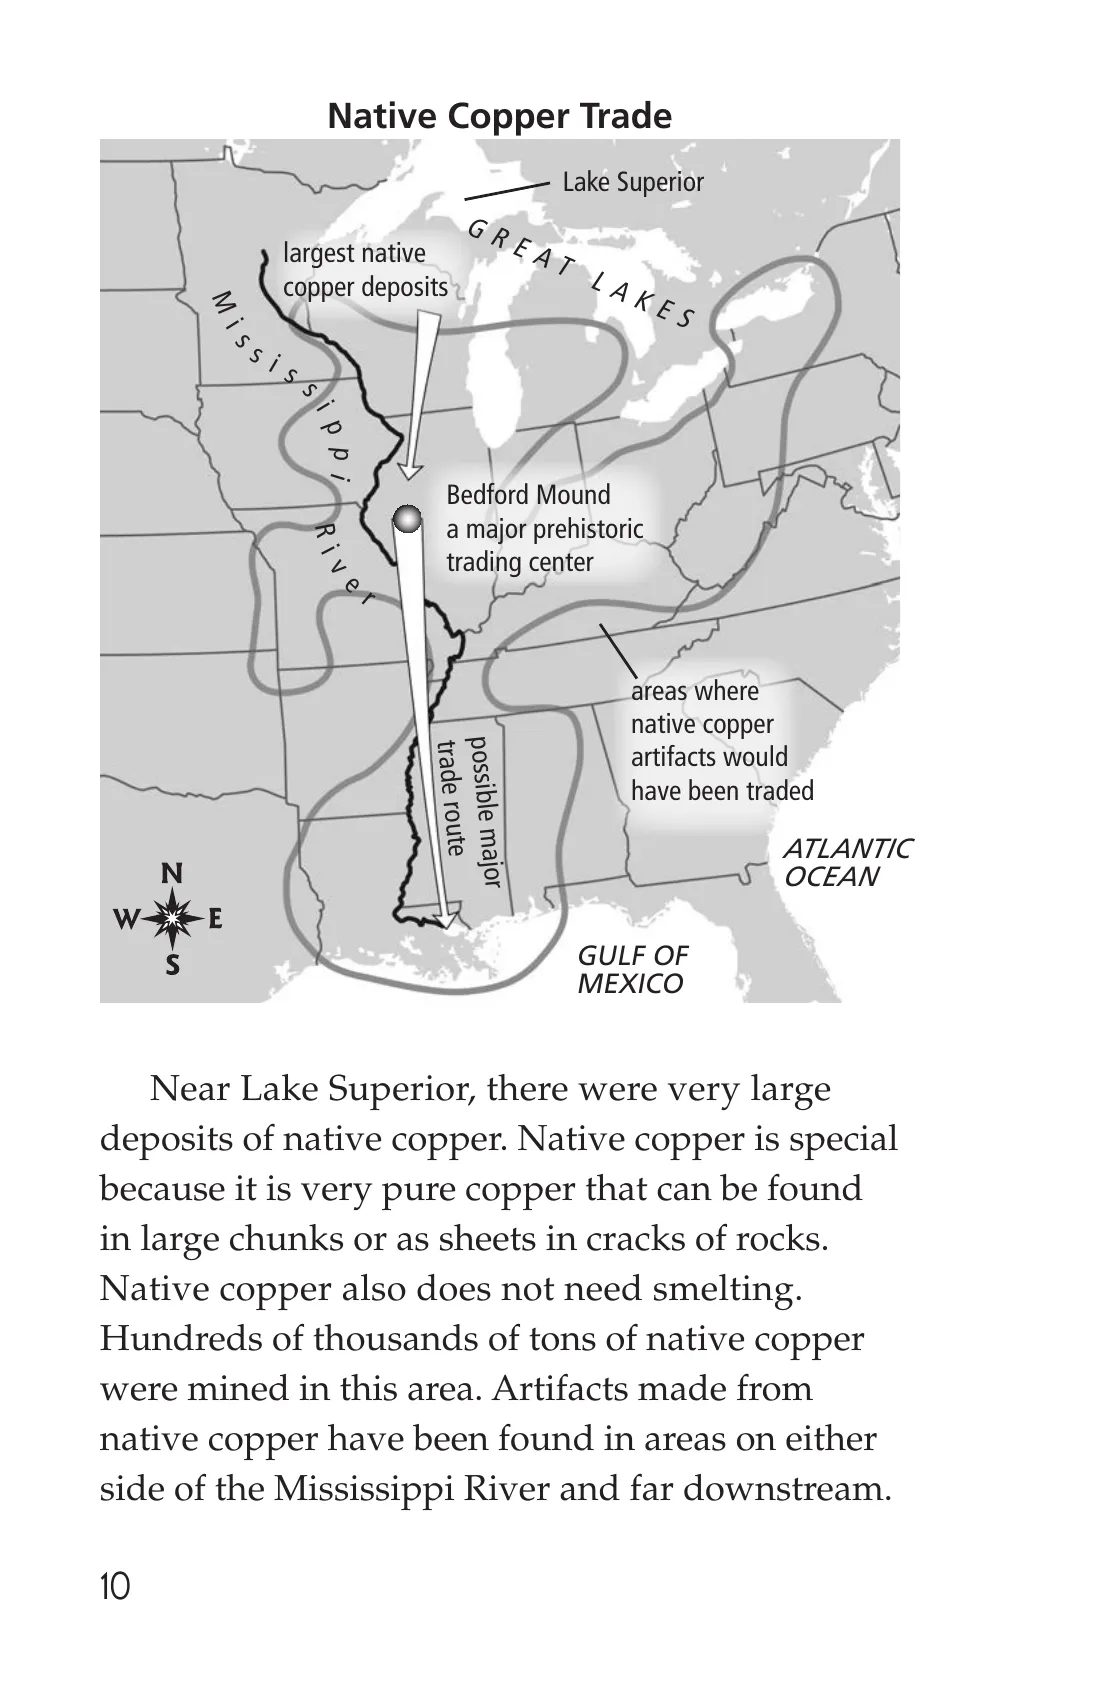 Native Copper Trade
Lake Superior
GREAT LAKES
largest native
copper deposits
Mississippi River
Bedford Mound
a major prehistoric
trading center
areas where
native copper
artifacts would
have been traded
possible major
trade route
ATLANTIC
OCEAN
GULF OF
MEXICO
N
W E
S
Near Lake Superior, there were very large
deposits of native copper. Native copper is special
because it is very pure copper that can be found
in large chunks or as sheets in cracks of rocks.
Native copper also does not need smelting.
Hundreds of thousands of tons of native copper
were mined in this area. Artifacts made from
native copper have been found in areas on either
side of the Mississippi River and far downstream.
10